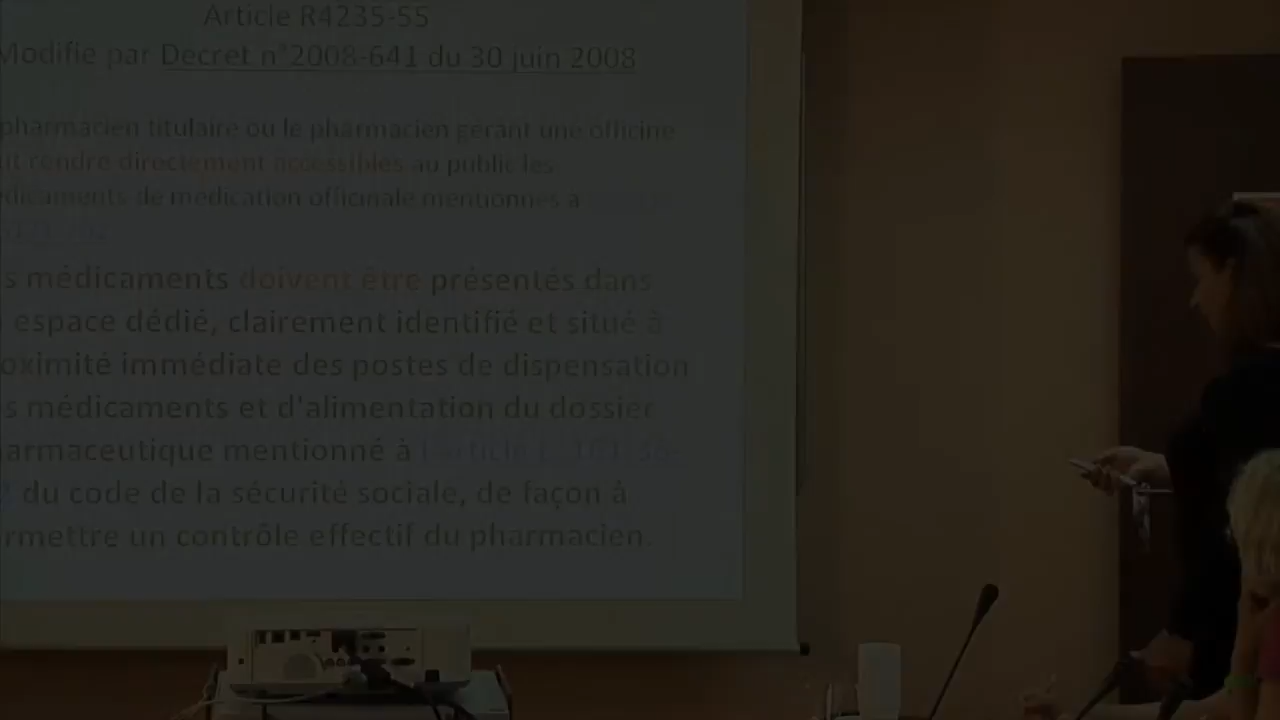 Article R4235-55
Modifié par Decret n°2008-641 du 30 juin 2008
pharmacien titulaire ou le pharmacien gérant une officine
it rendre directement accessibles au public les
dicaments de médication officinale mentionnés à
s médicaments doivent être présentés dans
espace dédié, clairement identifié et situé à
oximité immédiate des postes de dispensation
s médicaments et d'alimentation du dossier
armaceutique mentionné à l'article
du code de la sécurité sociale, de façon à
rmettre un contrôle effectif du pharmacien.